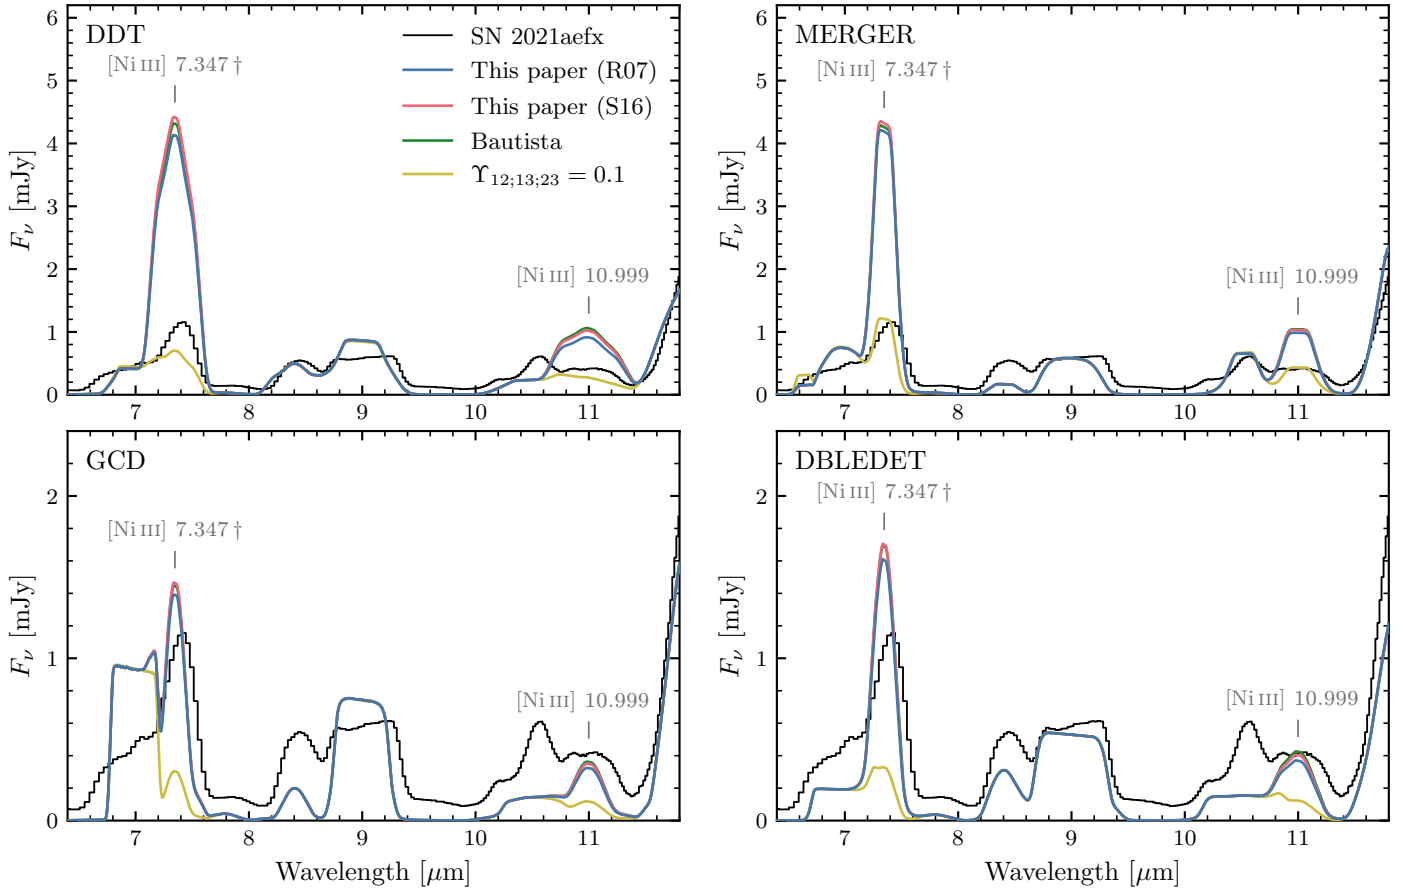 DDT
[Ni III] 7.347 †
SN 2021aefx
This paper (R07)
This paper (S16)
Bautista
ϒ12;13;23 = 0.1
[Ni III] 10.999
Fν [mJy]
0
1
2
3
4
5
6
7
8
9
10
11
MERGER
[Ni III] 7.347 †
[Ni III] 10.999
Fν [mJy]
0
1
2
3
4
5
6
7
8
9
10
11
GCD
[Ni III] 7.347 †
[Ni III] 10.999
Fν [mJy]
0
1
2
7
8
9
10
11
Wavelength [μm]
DBLEDET
[Ni III] 7.347 †
[Ni III] 10.999
Fν [mJy]
0
1
2
7
8
9
10
11
Wavelength [μm]